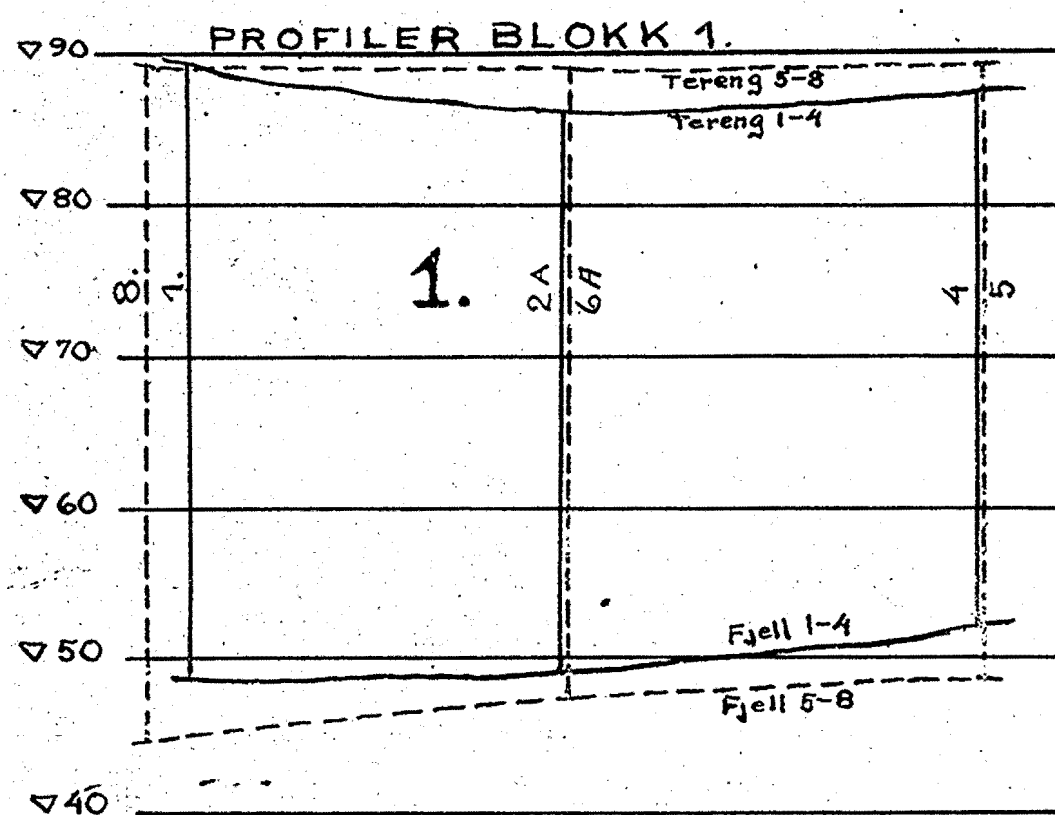 PROFILER BLOKK 1.
▽90
Tereng 5-8
Tereng 1-4
▽80
8.
1.
1.
2A
6A
4
5
▽70
▽60
Fjell 1-4
▽50
Fjell 5-8
▽40